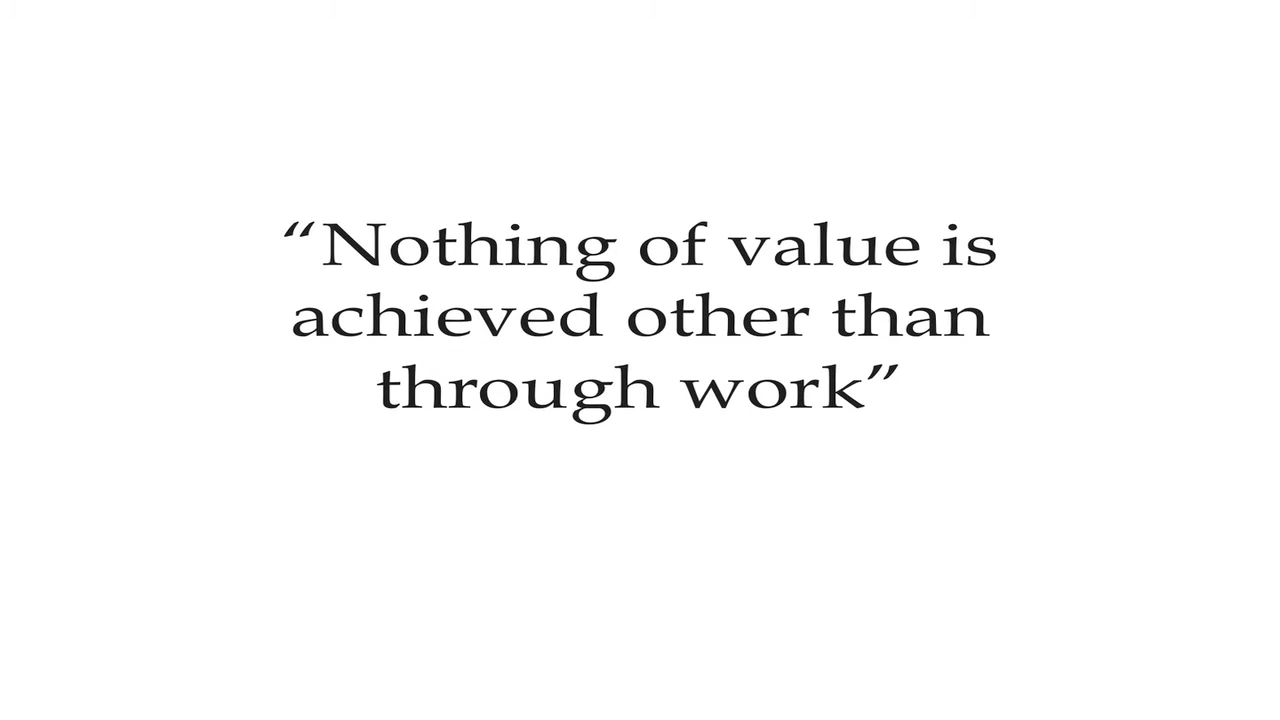 “Nothing of value is
achieved other than
through work”